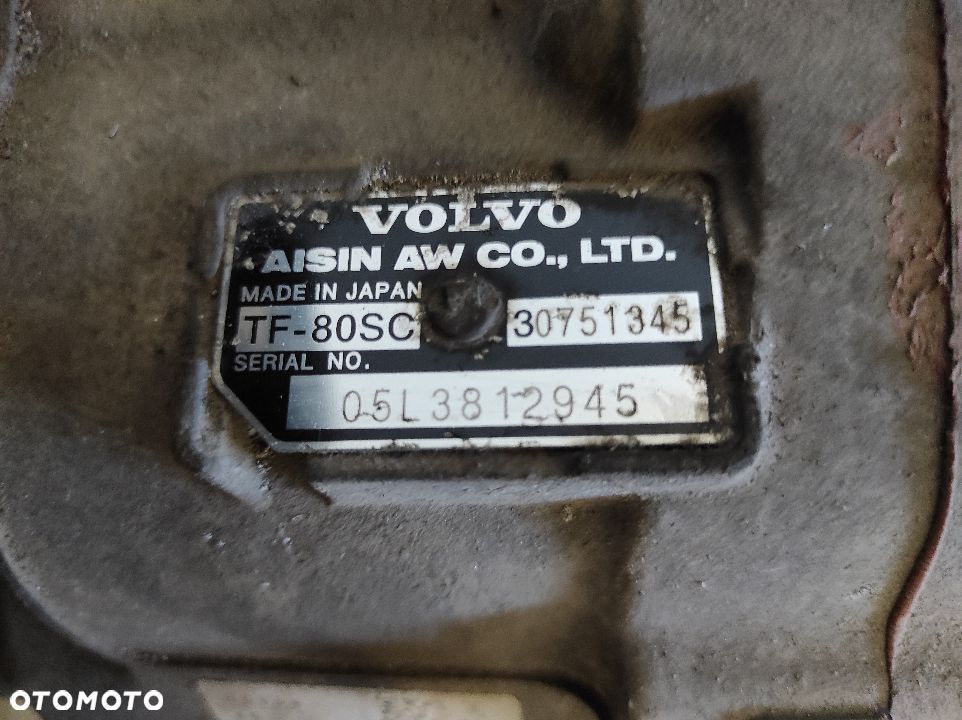 VOLVO
AISIN AW CO., LTD.
MADE IN JAPAN
TF-80SC 30751345
SERIAL NO.
05L3812945
OTOMOTO